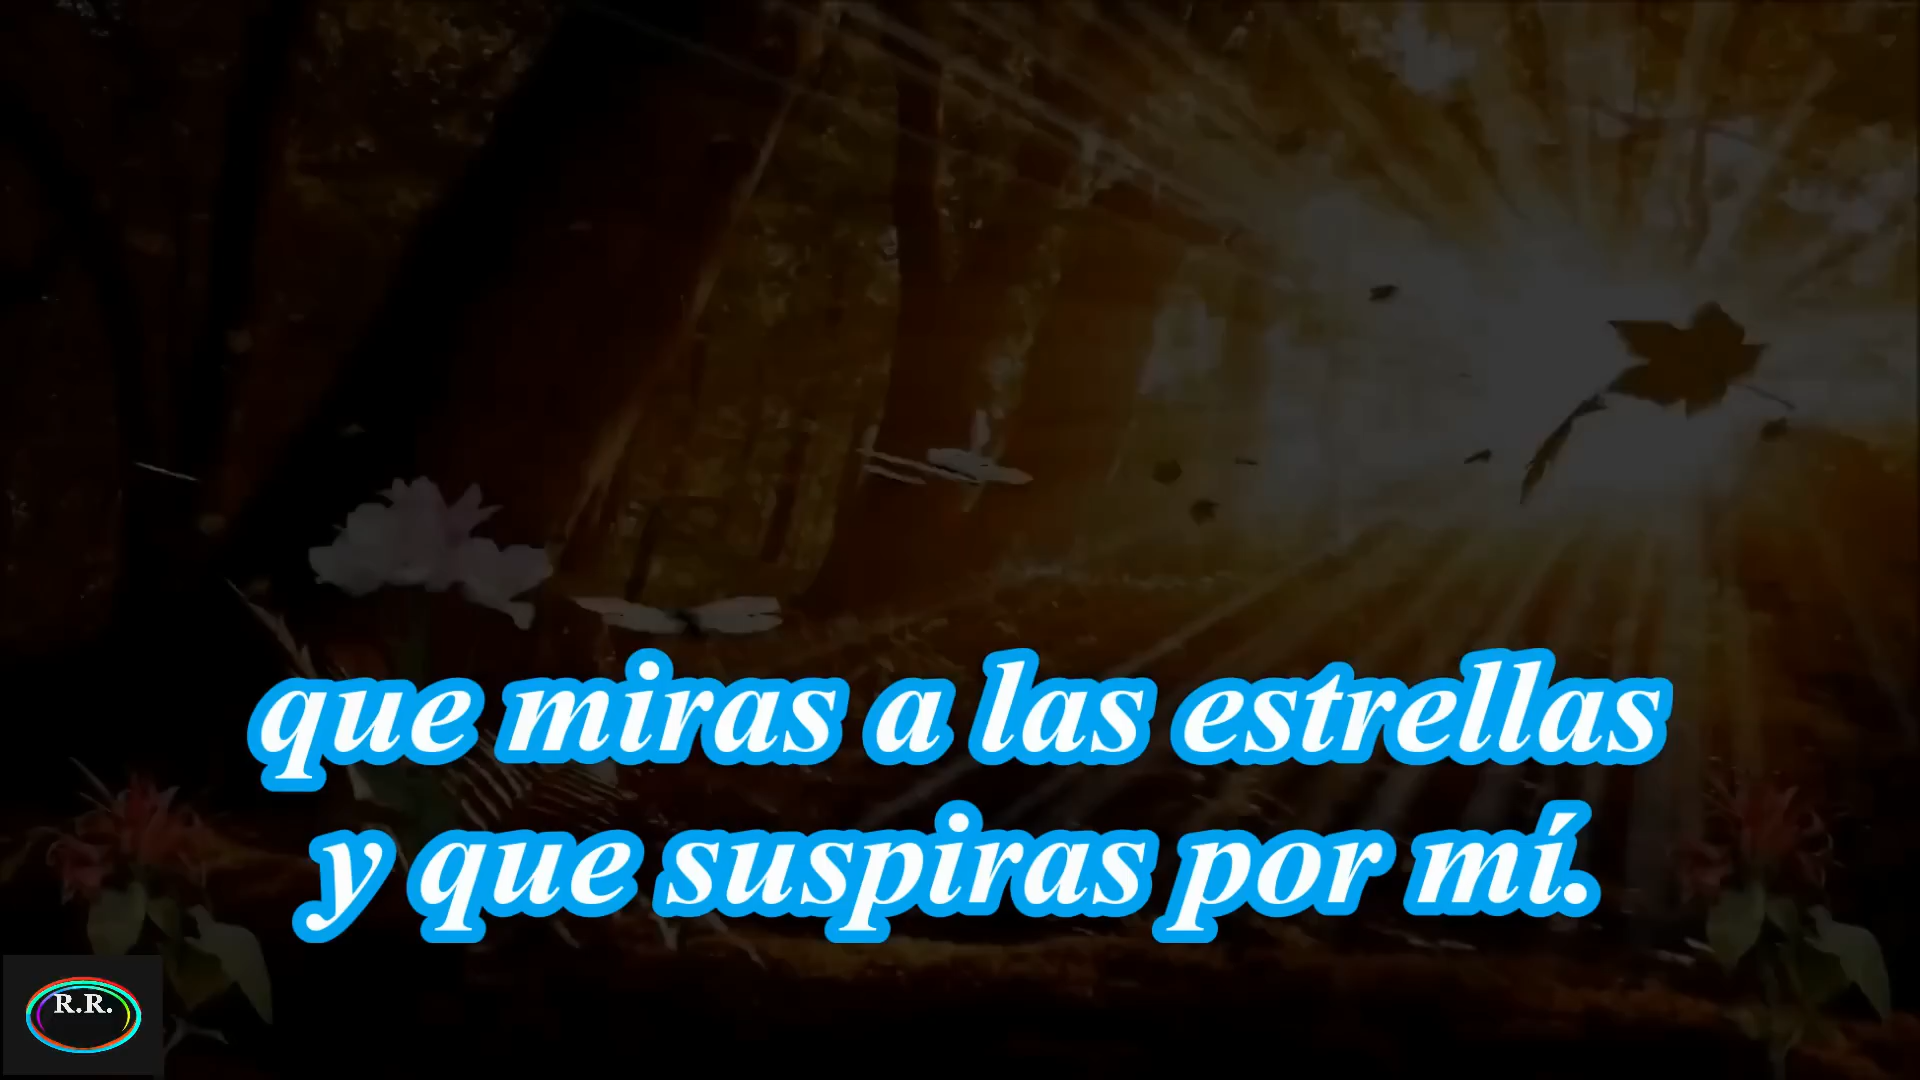 que miras a las estrellas
y que suspiras por mí.
R.R.